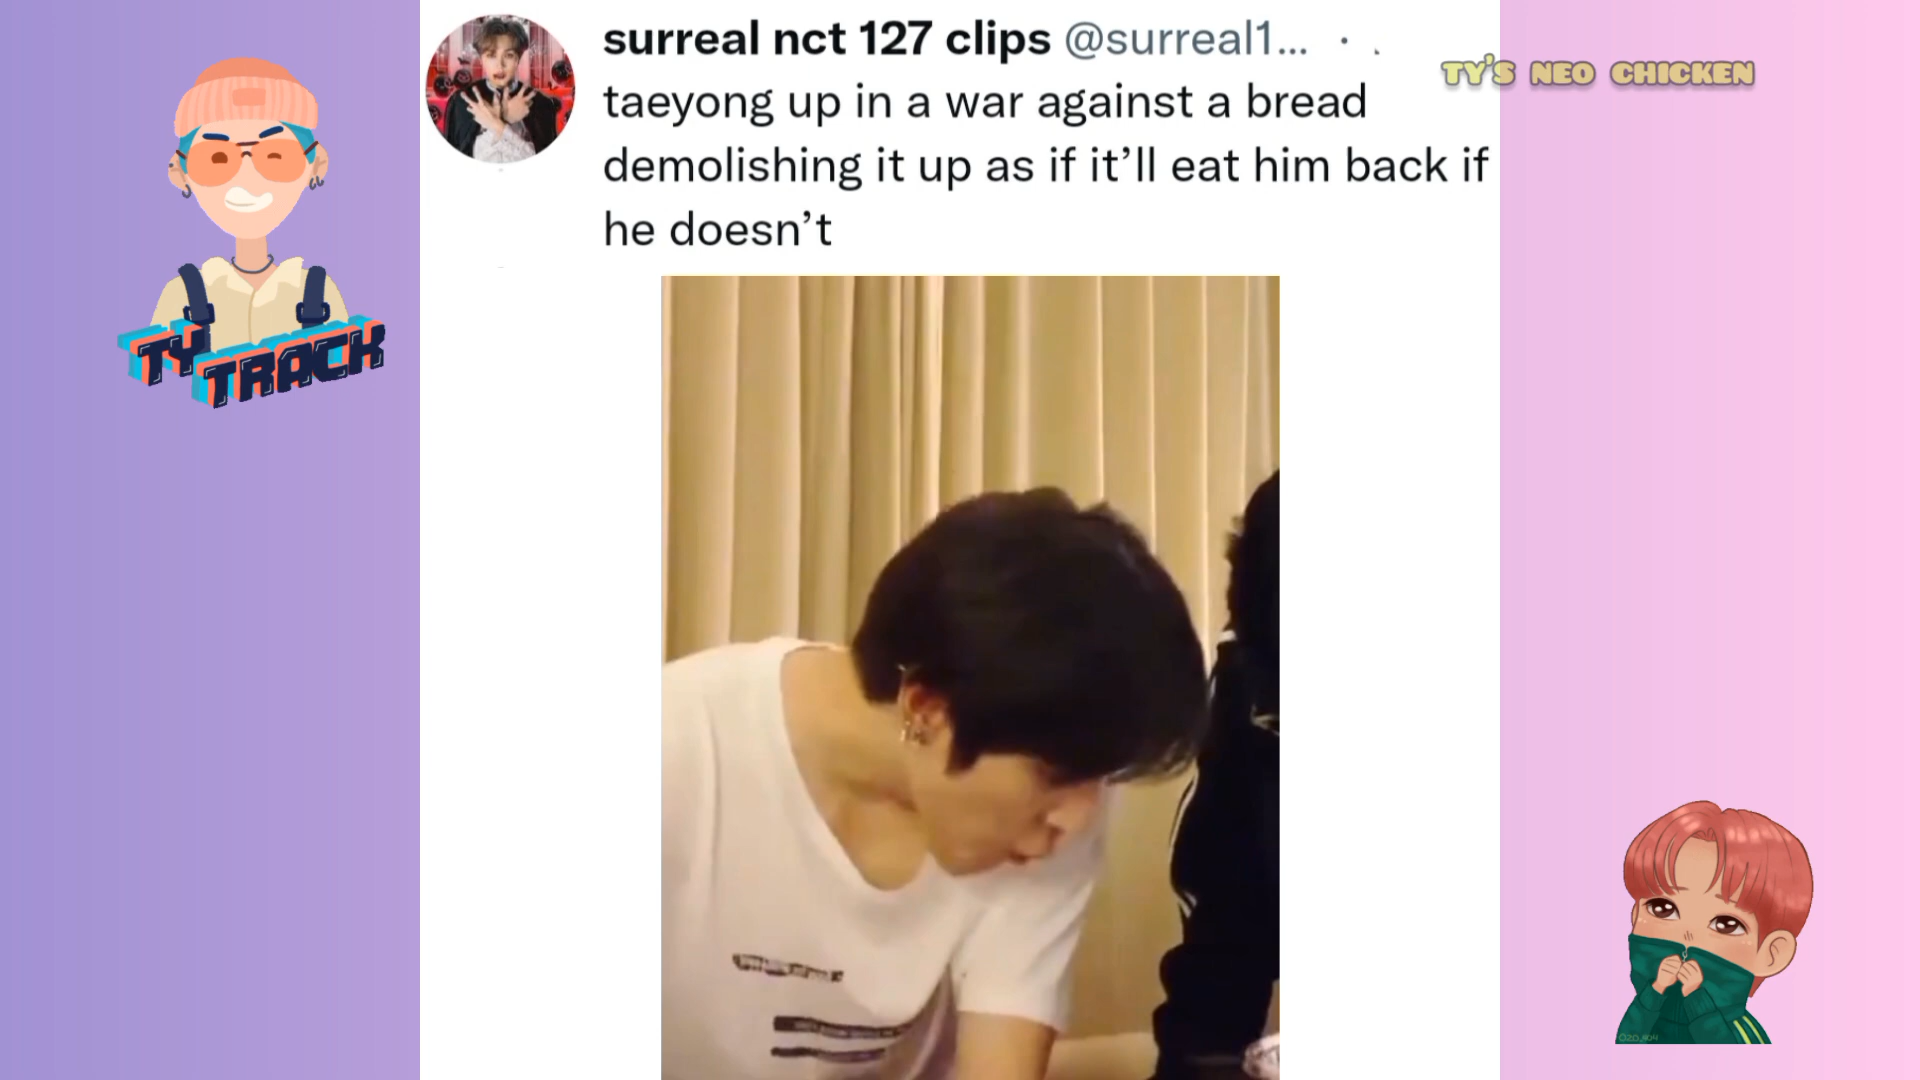 surreal nct 127 clips @surreal1... ·
taeyong up in a war against a bread
demolishing it up as if it’ll eat him back if
he doesn’t
TY'S NEO CHICKEN
TY
TRACK